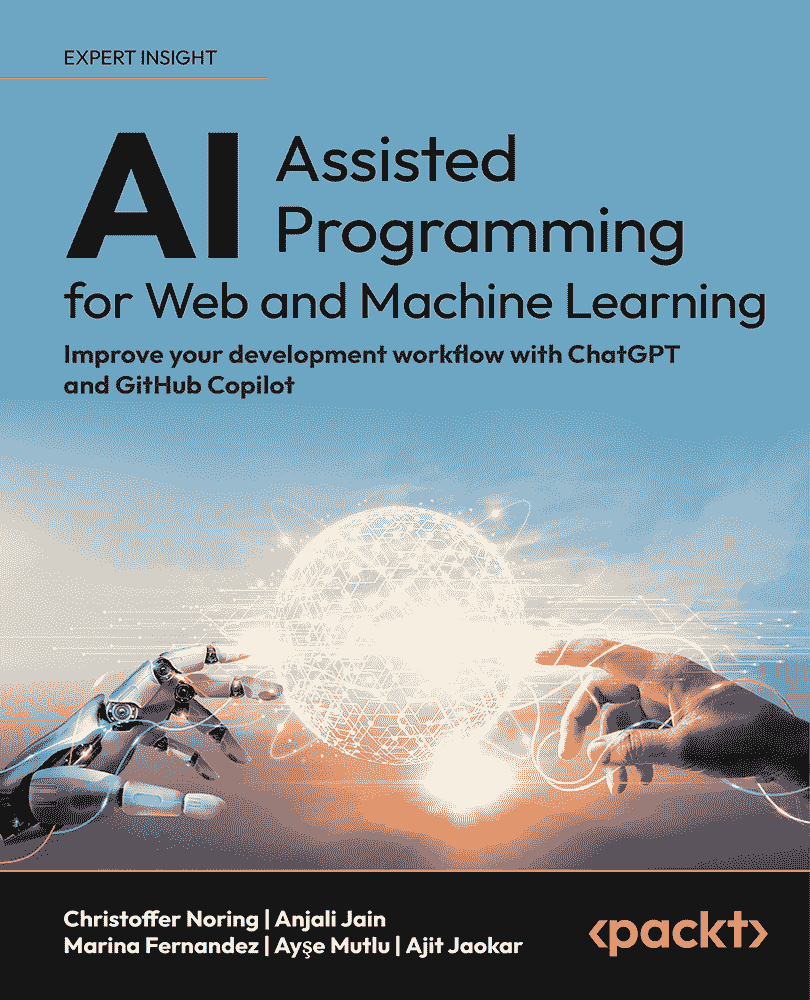 EXPERT INSIGHT
AI Assisted
Programming
for Web and Machine Learning
Improve your development workflow with ChatGPT
and GitHub Copilot
Christoffer Noring | Anjali Jain
Marina Fernandez | Ayşe Mutlu | Ajit Jaokar
<packt>